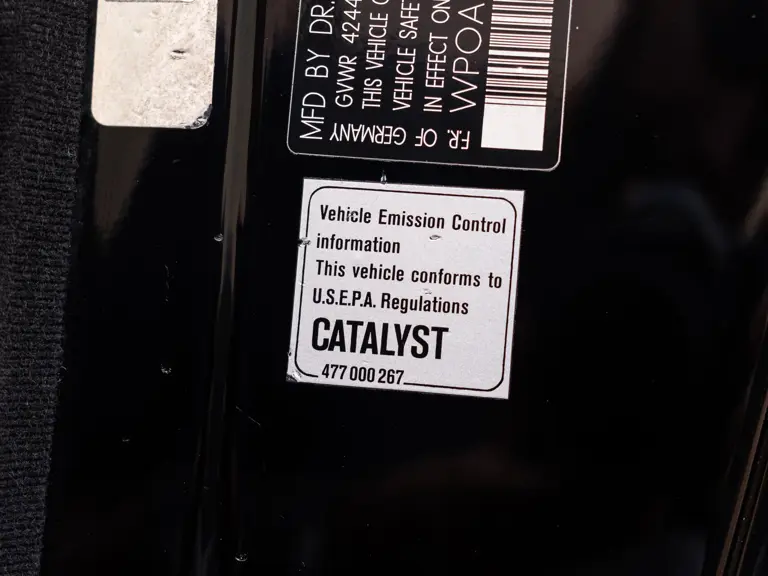 MFD BY DR.
GVWR 4244
THIS VEHICLE
VEHICLE SAFE
IN EFFECT ON
WPOA
F.R. OF GERMANY
Vehicle Emission Control
information
This vehicle conforms to
U.S.E.P.A. Regulations
CATALYST
477 000 267